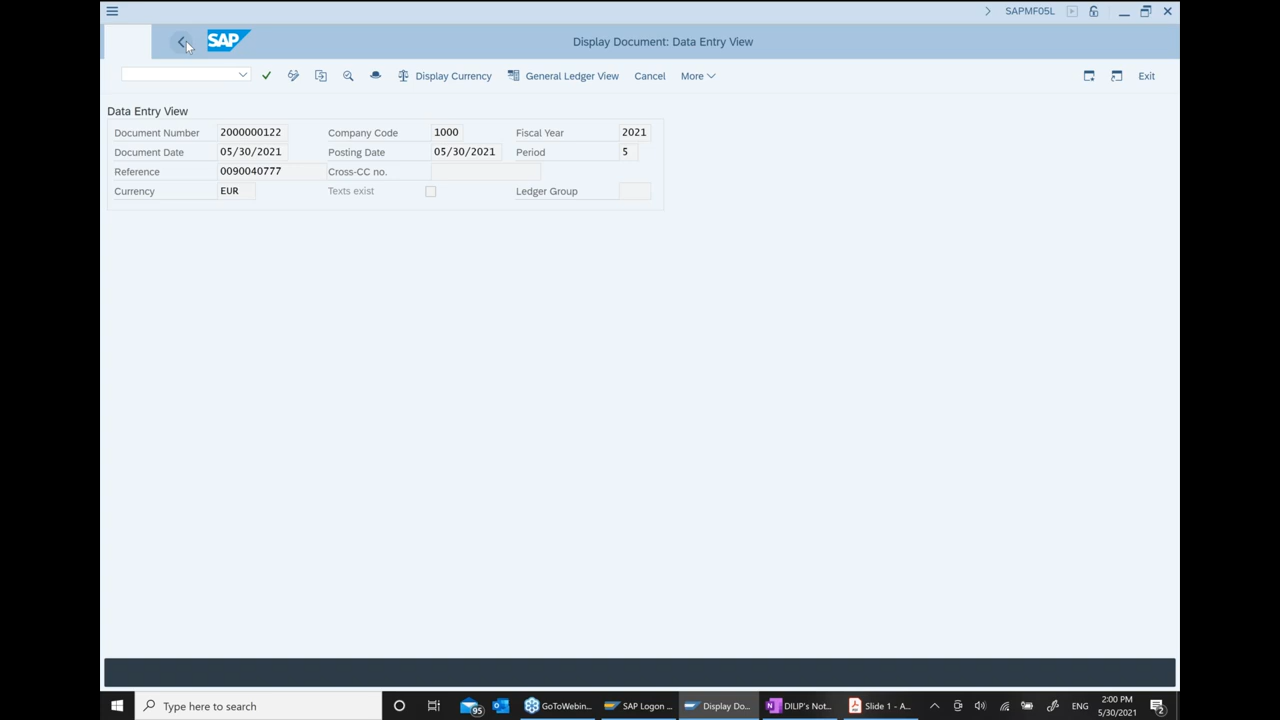 SAPMF05L
SAP Display Document: Data Entry View
Display Currency General Ledger View Cancel More Exit
Data Entry View
Document Number 2000000122 Company Code 1000 Fiscal Year 2021
Document Date 05/30/2021 Posting Date 05/30/2021 Period 5
Reference 0090040777 Cross-CC no.
Currency EUR Texts exist Ledger Group
Type here to search 95 GoToWebin... SAP Logon ... Display Do... DILIP's Not... Slide 1 - A... ENG 2:00 PM
5/30/2021 2